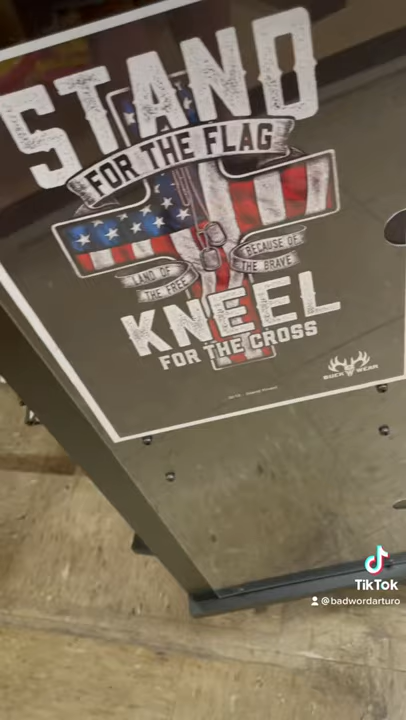 STAND
FOR THE FLAG
LAND OF
THE FREE
BECAUSE OF
THE BRAVE
KNEEL
FOR THE CROSS
BUCK WEAR
TikTok
@badwordarturo